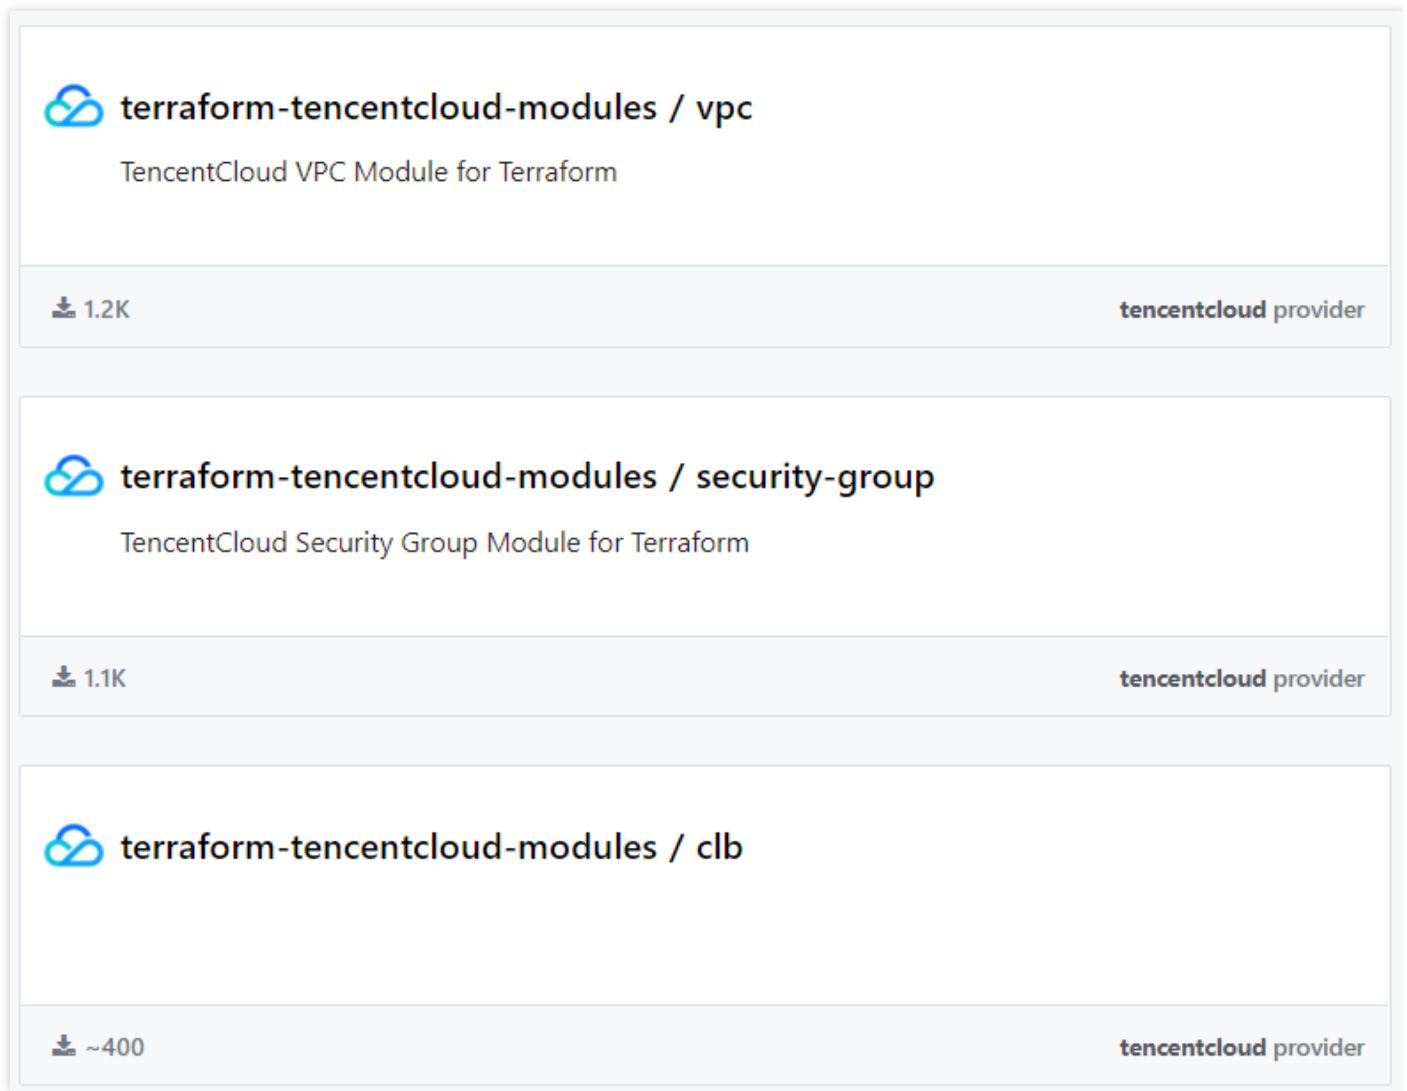 terraform-tencentcloud-modules / vpc
TencentCloud VPC Module for Terraform
1.2K
tencentcloud provider
terraform-tencentcloud-modules / security-group
TencentCloud Security Group Module for Terraform
1.1K
tencentcloud provider
terraform-tencentcloud-modules / clb
~400
tencentcloud provider